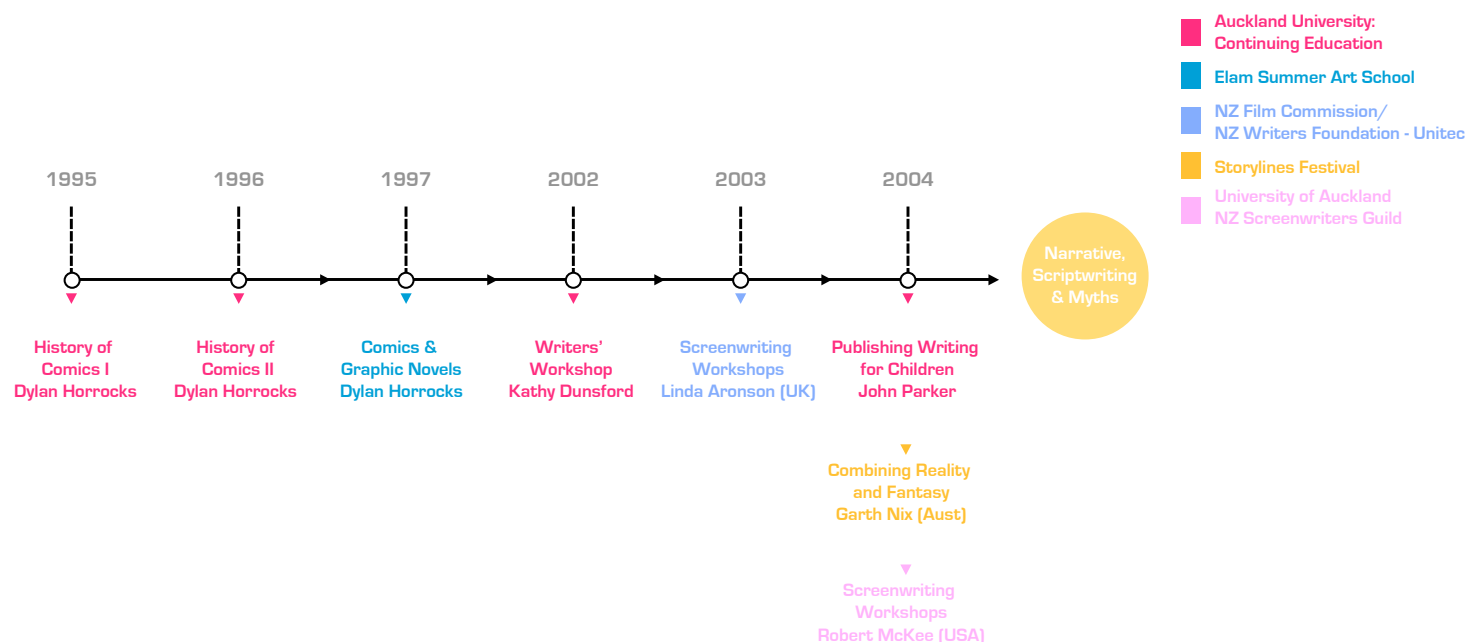 Auckland University:
Continuing Education
Elam Summer Art School
NZ Film Commission/
NZ Writers Foundation - Unitec
Storylines Festival
University of Auckland
NZ Screenwriters Guild
1995
1996
1997
2002
2003
2004
Narrative,
Scriptwriting
& Myths
History of
Comics I
Dylan Horrocks
History of
Comics II
Dylan Horrocks
Comics &
Graphic Novels
Dylan Horrocks
Writers’
Workshop
Kathy Dunsford
Screenwriting
Workshops
Linda Aronson (UK)
Publishing Writing
for Children
John Parker
Combining Reality
and Fantasy
Garth Nix (Aust)
Screenwriting
Workshops
Robert McKee (USA)